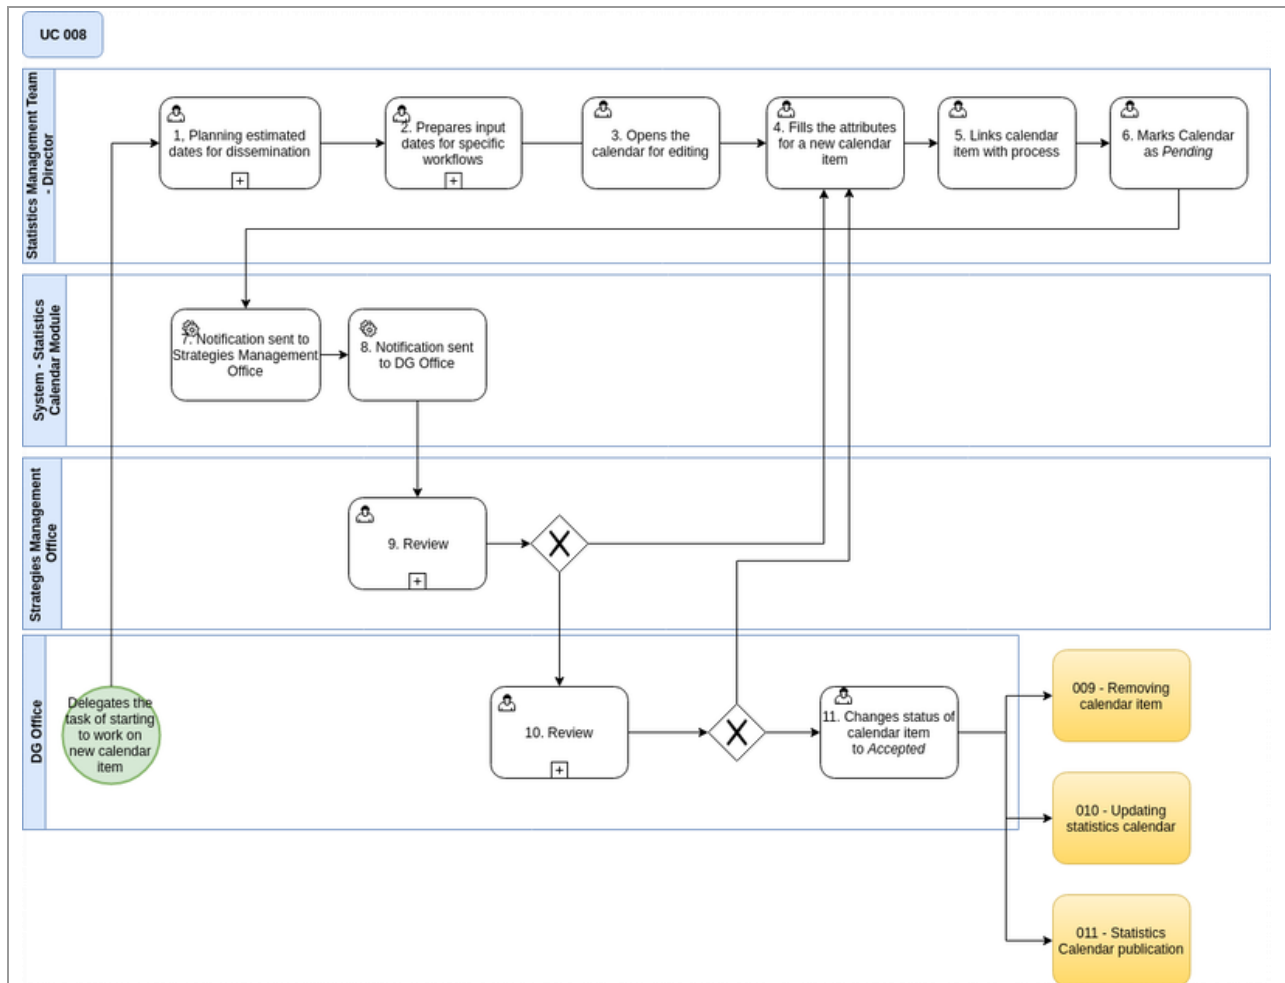 UC 008
Statistics Management Team
- Director
1, Planning estimated
dates for dissemination
2. Prepares input
dates for specific
workflows
3. Opens the
calendar for editing
4. Fills the attributes
for a new calendar
item
5. Links calendar
item with process
6. Marks Calendar
as Pending
System - Statistics
Calendar Module
7. Notification sent to
Strategies Management
Office
8. Notification sent
to DG Office
Strategies Management
Office
9. Review
X
DG Office
Delegates the
task of starting
to work on
new calendar
item
10. Review
X
11. Changes status of
calendar item
to Accepted
009 - Removing
calendar item
010 - Updating
statistics calendar
011 - Statistics
Calendar publication